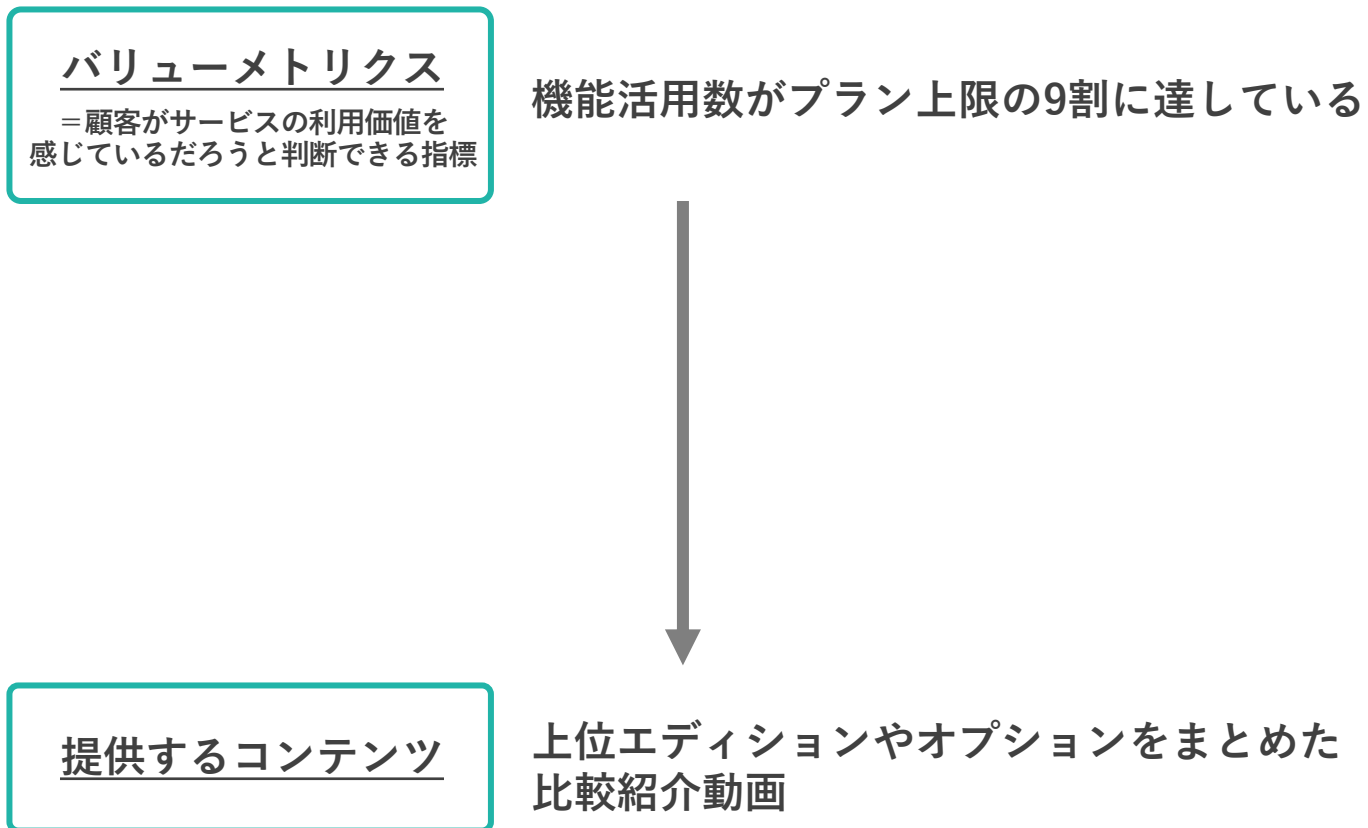 バリューメトリクス
＝顧客がサービスの利用価値を
感じているだろうと判断できる指標
機能活用数がプラン上限の9割に達している
提供するコンテンツ
上位エディションやオプションをまとめた
比較紹介動画